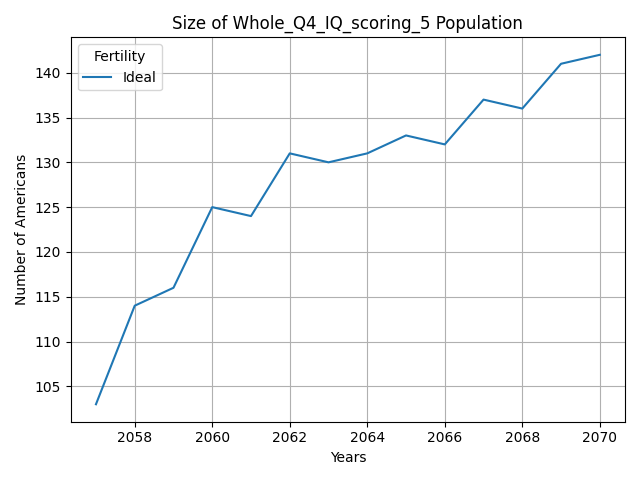 Size of Whole_Q4_IQ_scoring_5 Population
Fertility
Ideal
140
135
130
125
120
115
110
105
Number of Americans
2058 2060 2062 2064 2066 2068 2070
Years